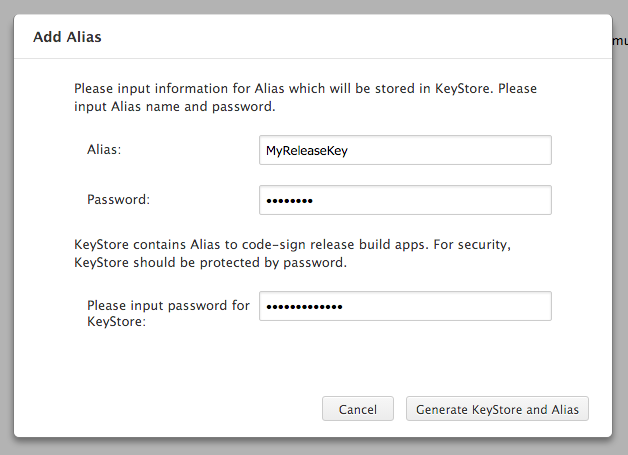 Add Alias
Please input information for Alias which will be stored in KeyStore. Please
input Alias name and password.
Alias:
MyReleaseKey
Password:
••••••••
KeyStore contains Alias to code-sign release build apps. For security,
KeyStore should be protected by password.
Please input password for
KeyStore:
•••••••••••••
Cancel
Generate KeyStore and Alias